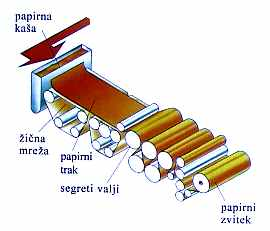 papirna
kaša
žična
mreža
papirni
trak
segreti valji
papirni
zvitek